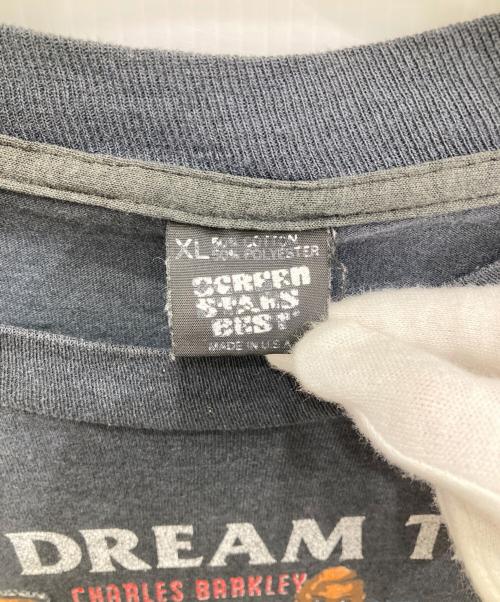 XL 50% COTTON
50% POLYESTER
SCREEN
STARS
BEST
MADE IN U.S.A.
DREAM
CHARLES BARKLEY